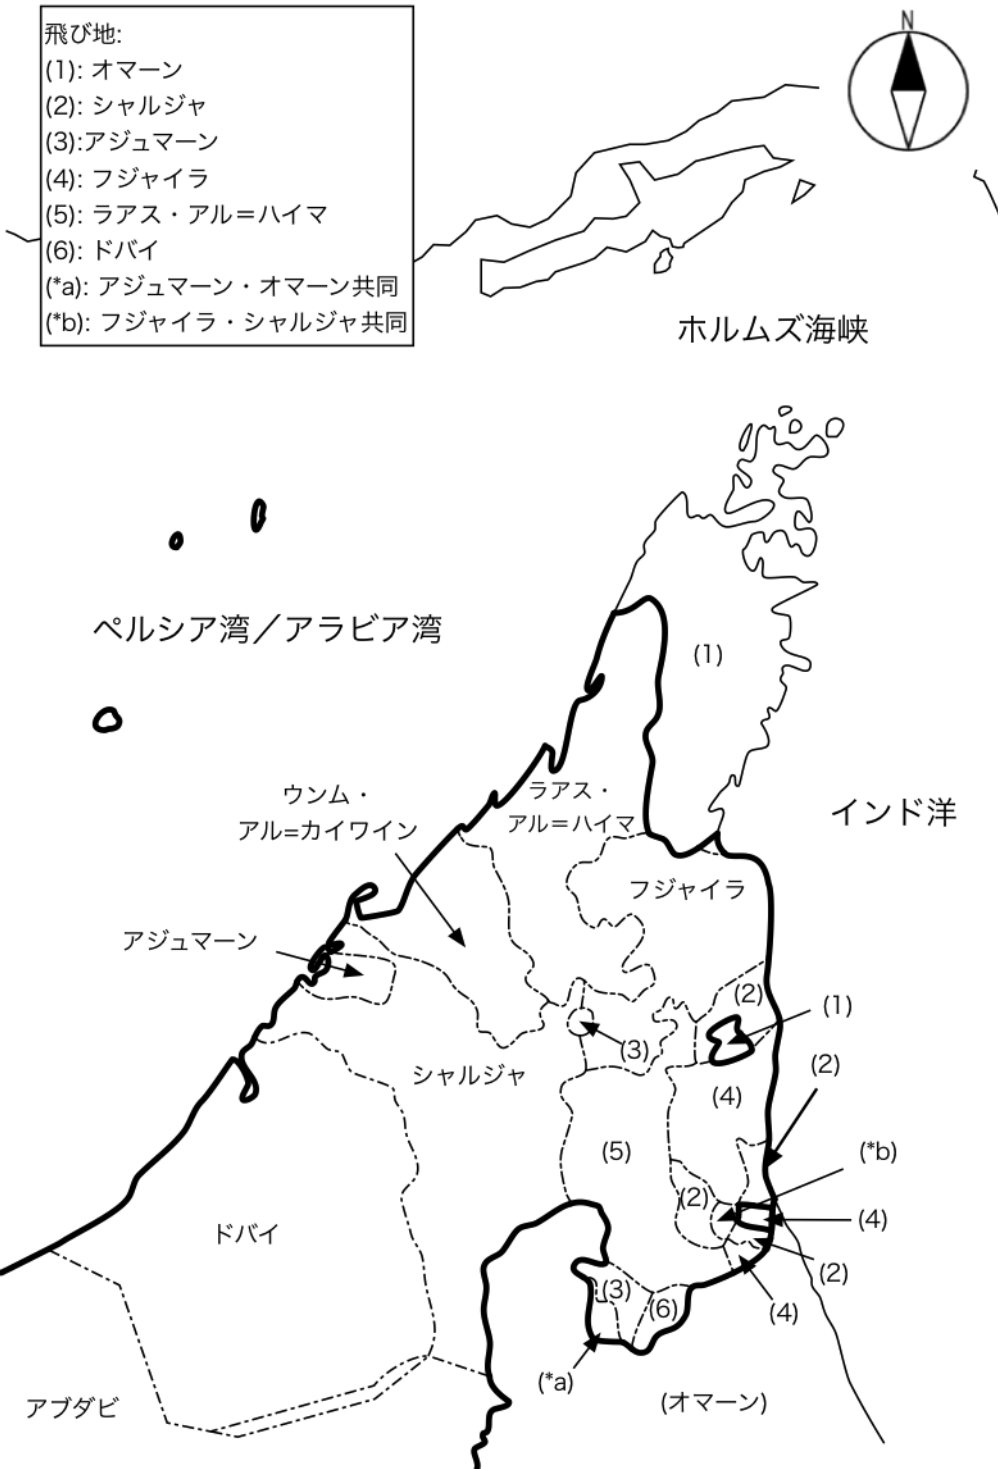 飛び地:
(1): オマーン
(2): シャルジャ
(3):アジュマーン
(4): フジャイラ
(5): ラアス・アル＝ハイマ
(6): ドバイ
(*a): アジュマーン・オマーン共同
(*b): フジャイラ・シャルジャ共同
N
ホルムズ海峡
ペルシア湾／アラビア湾
(1)
ウンム・
アル=カイワイン
ラアス・
アル＝ハイマ
インド洋
フジャイラ
アジュマーン
(2)
(1)
(3)
シャルジャ
(2)
(4)
(5)
(*b)
(2)
(4)
ドバイ
(2)
(3)
(6)
(4)
(*a)
(オマーン)
アブダビ